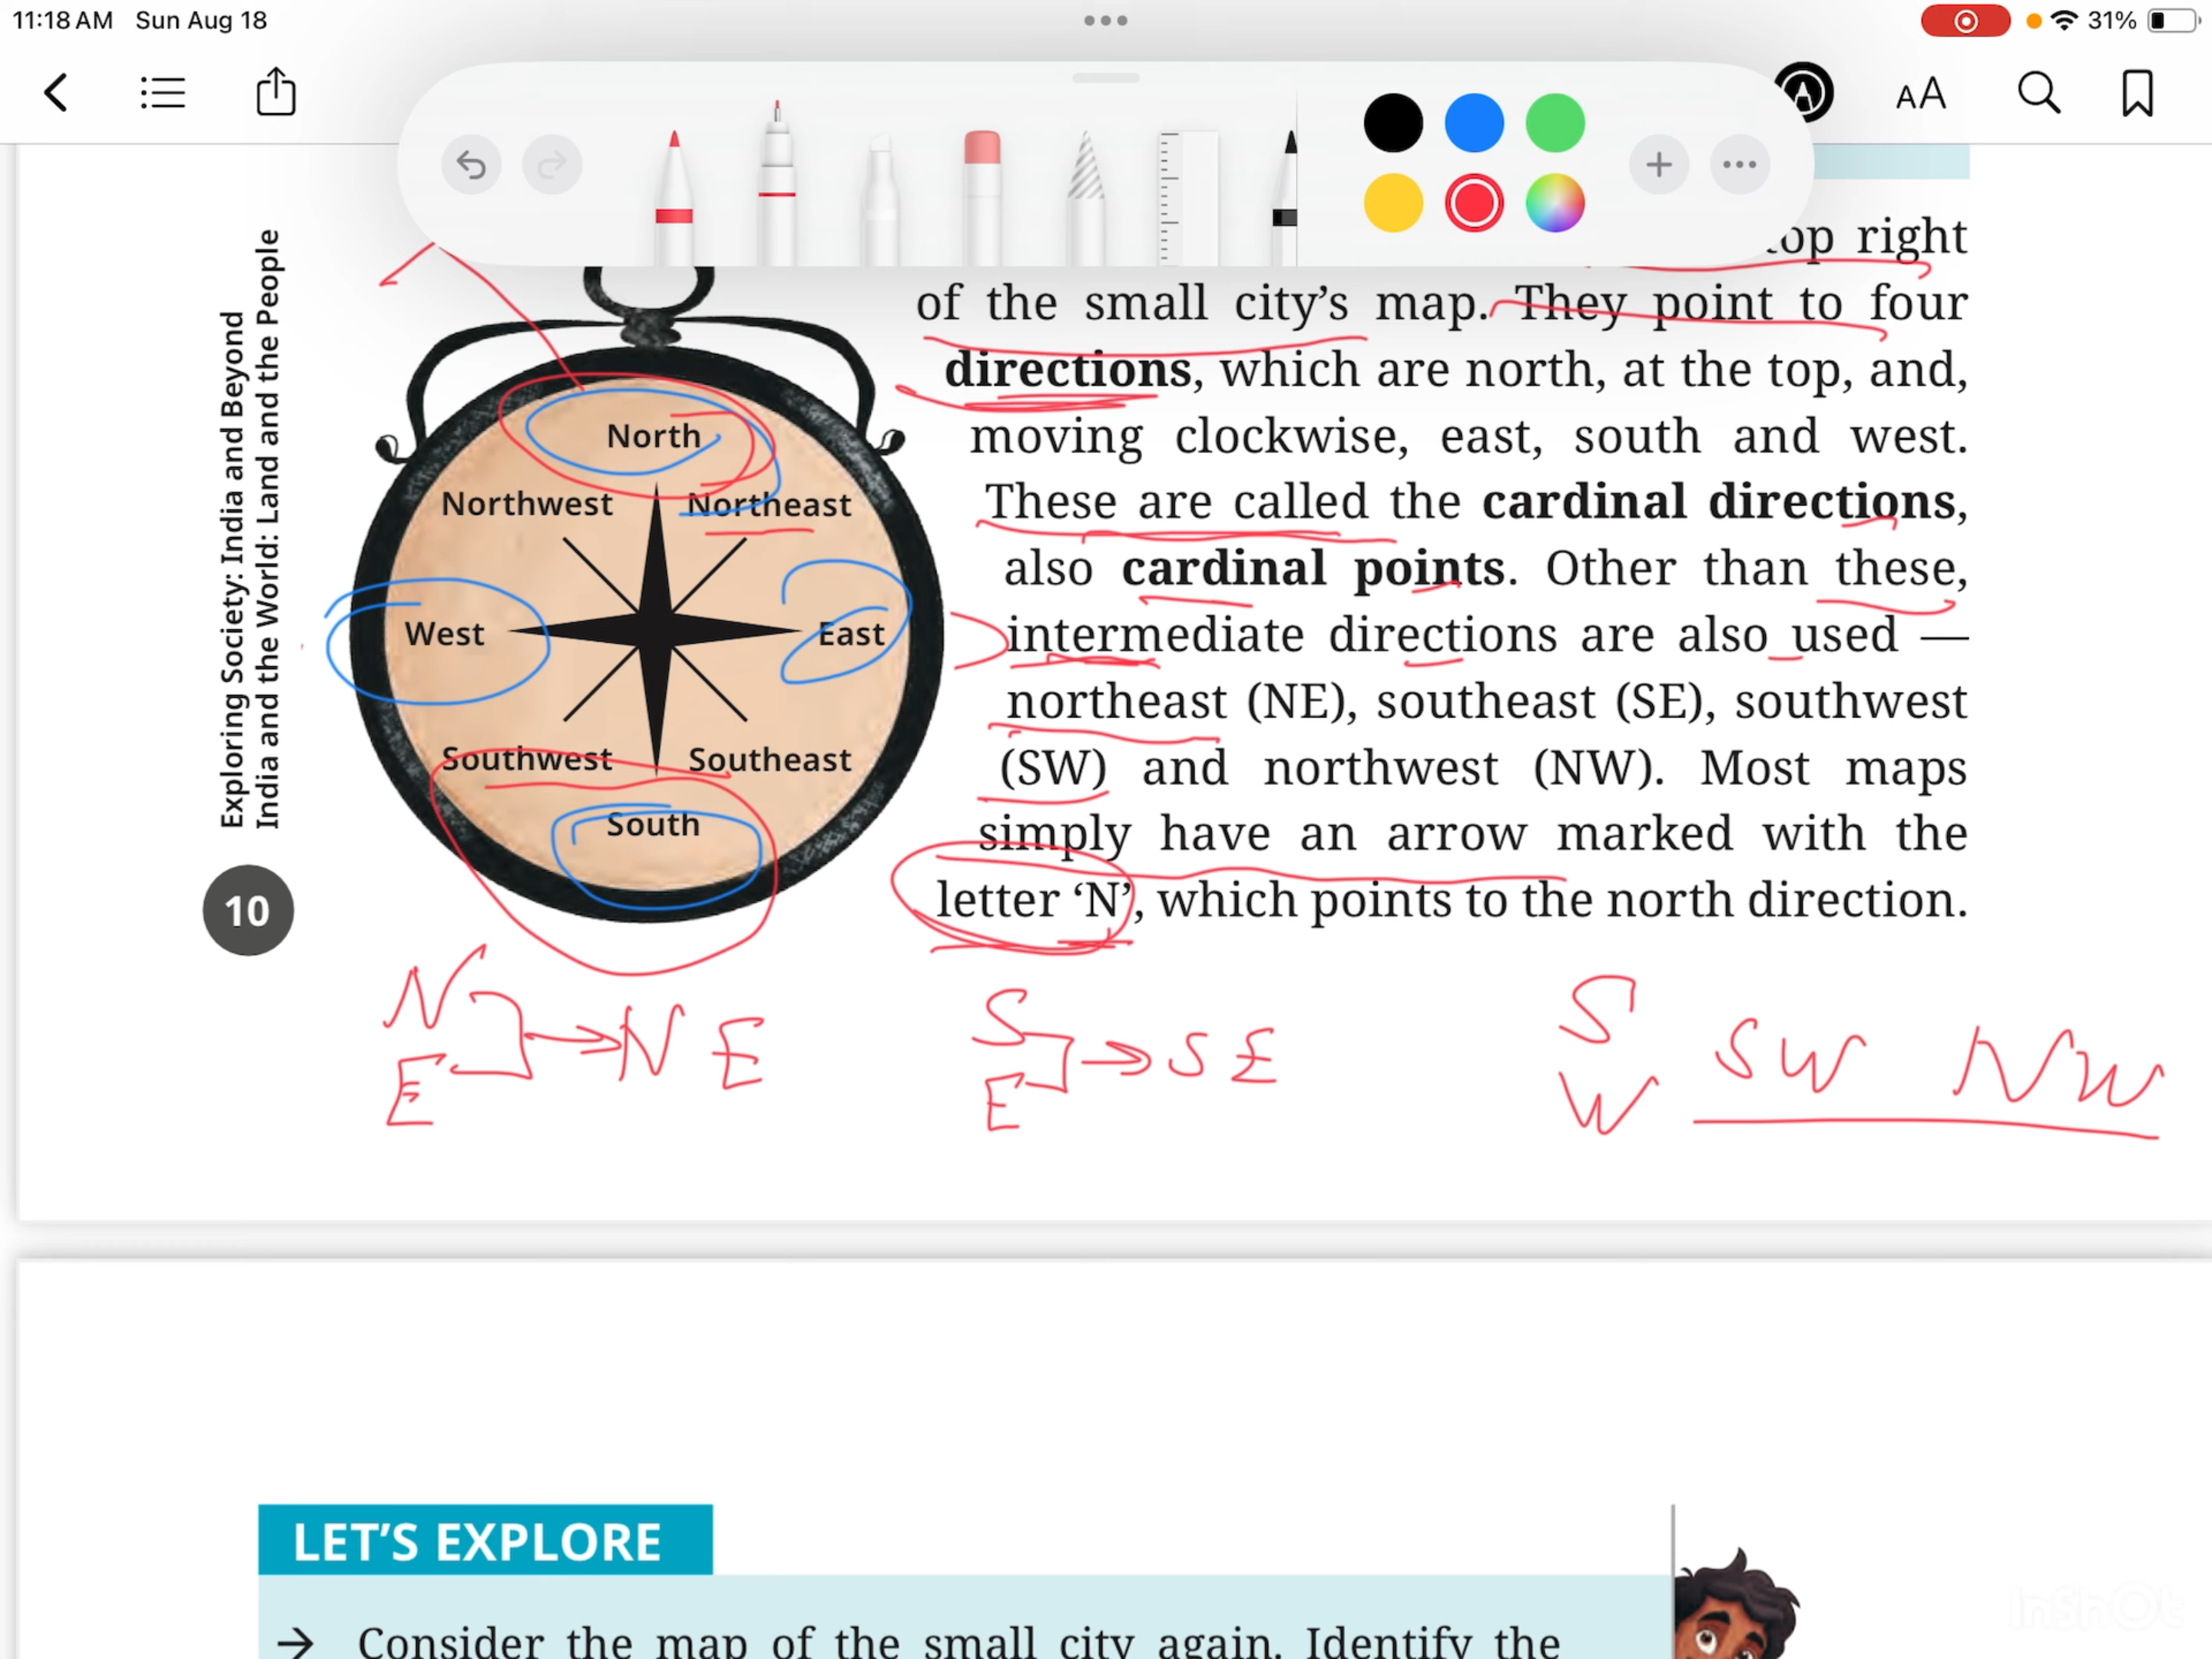 11:18 AM Sun Aug 18
31%
AA
Exploring Society: India and Beyond
India and the World: Land and the People
10
North
Northwest Northeast
West East
Southwest Southeast
South
top right
of the small city’s map. They point to four
directions, which are north, at the top, and,
moving clockwise, east, south and west.
These are called the cardinal directions,
also cardinal points. Other than these,
intermediate directions are also used —
northeast (NE), southeast (SE), southwest
(SW) and northwest (NW). Most maps
simply have an arrow marked with the
letter ‘N’, which points to the north direction.
N
E
→ N E
S
E
→ S E
S
W
SW NW
LET’S EXPLORE
→ Consider the map of the small city again. Identify the
InShOt